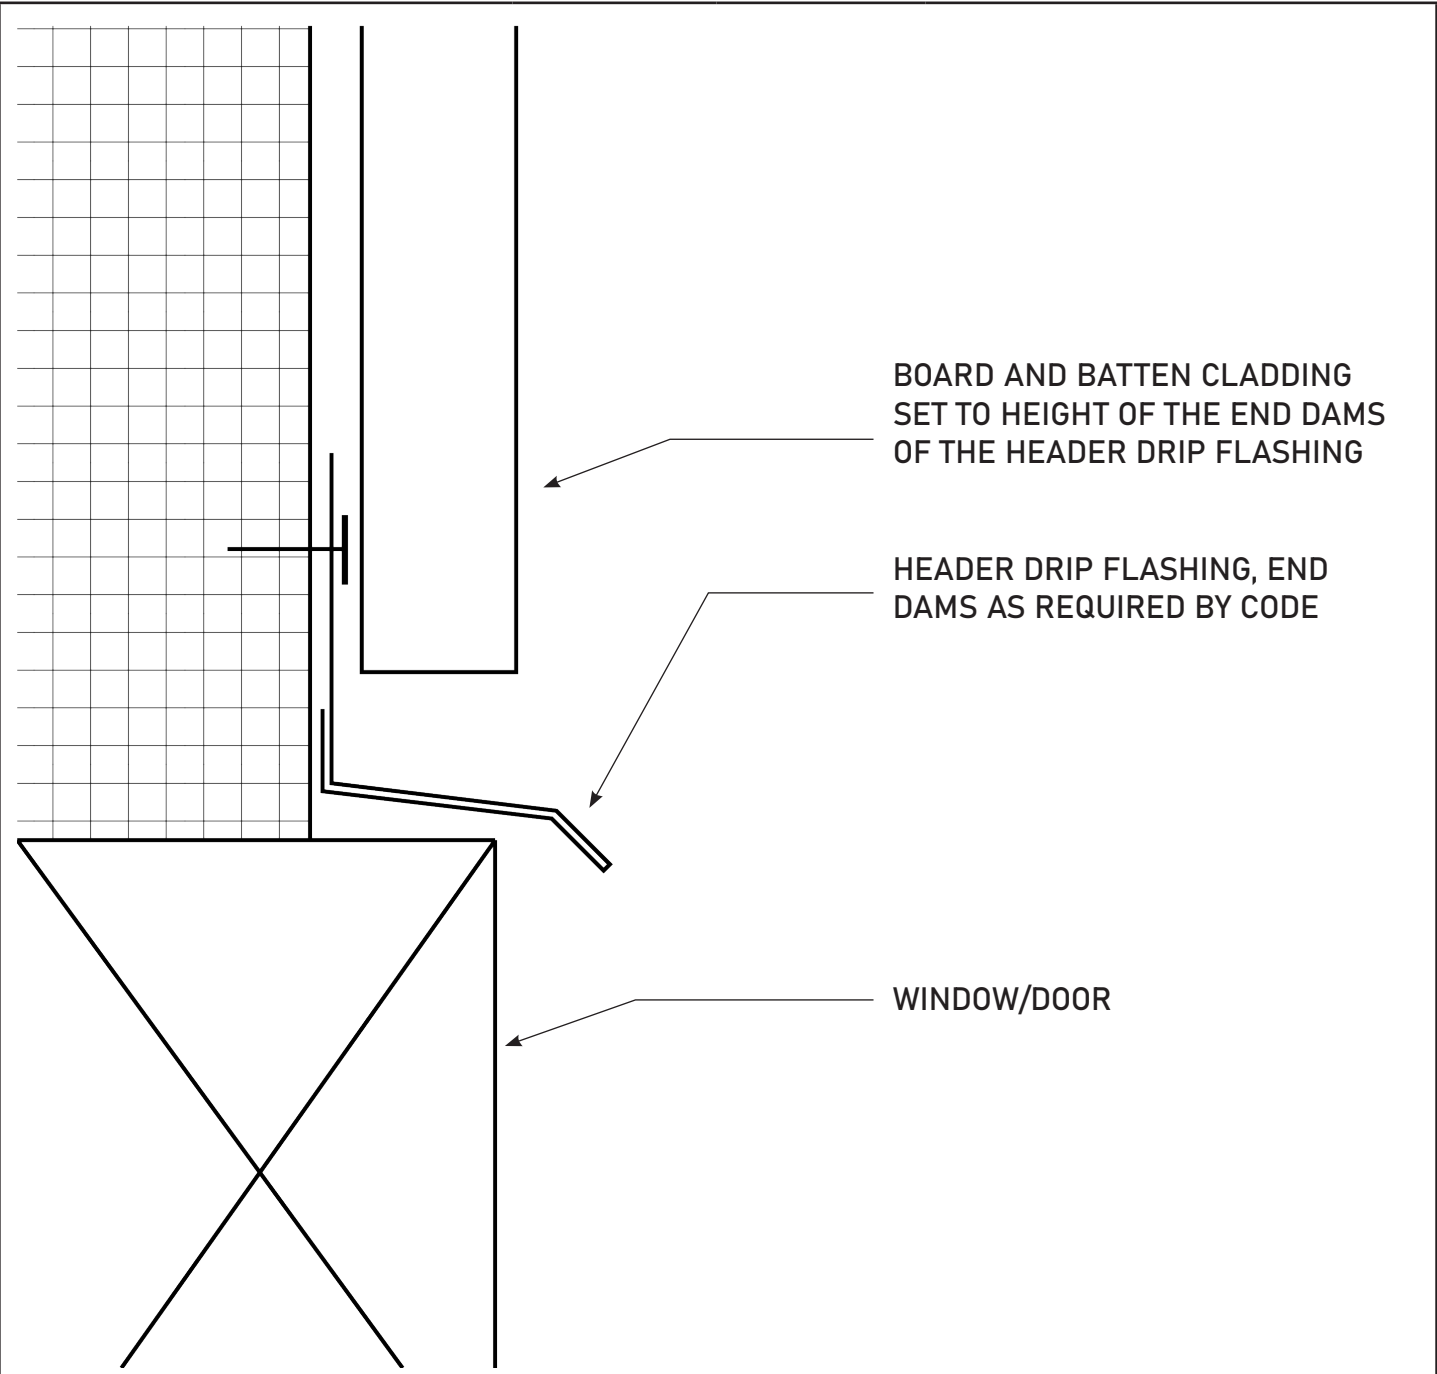 BOARD AND BATTEN CLADDING
SET TO HEIGHT OF THE END DAMS
OF THE HEADER DRIP FLASHING
HEADER DRIP FLASHING, END
DAMS AS REQUIRED BY CODE
WINDOW/DOOR